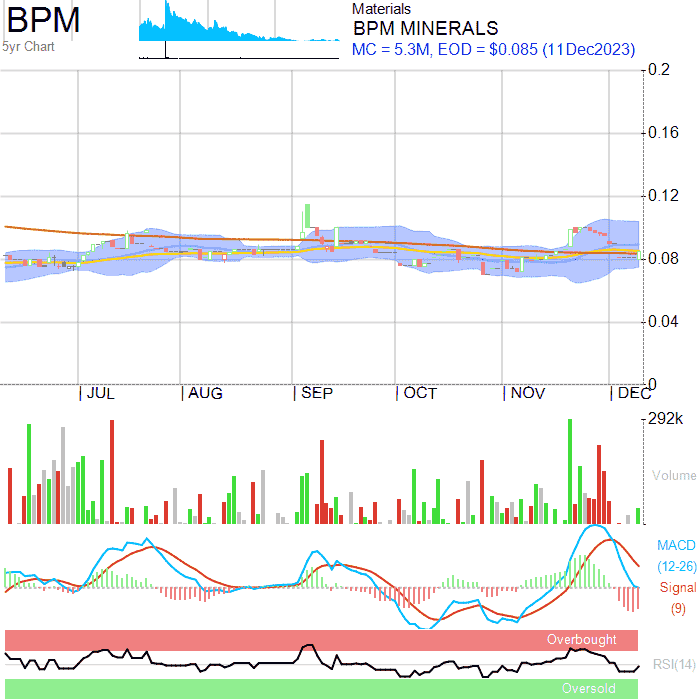 BPM
5yr Chart
Materials
BPM MINERALS
MC = 5.3M, EOD = $0.085 (11Dec2023)
0.2
0.16
0.12
0.08
0.04
0
JUL AUG SEP OCT NOV DEC
292k
Volume
MACD
(12-26)
Signal
(9)
Overbought
RSI(14)
Oversold